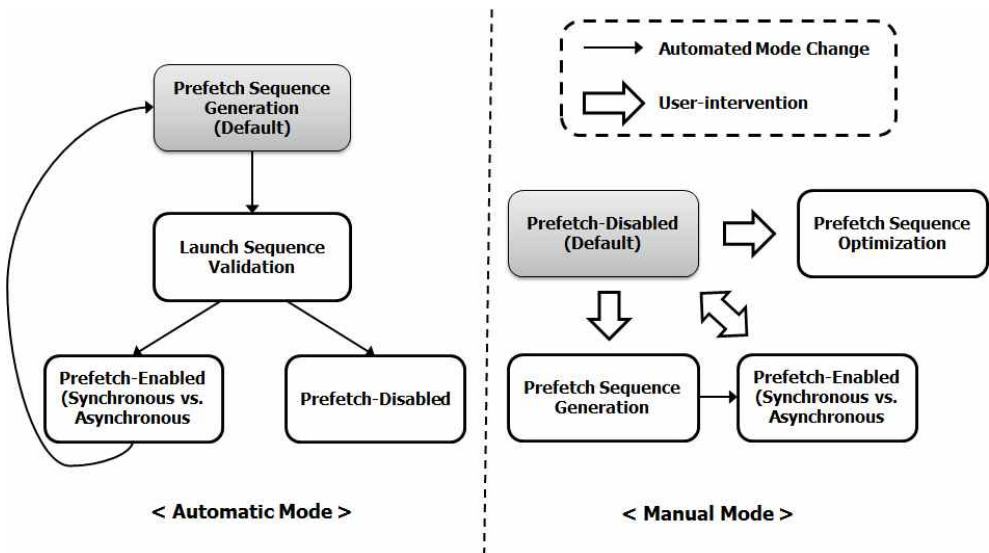 Prefetch Sequence
Generation
(Default)
Launch Sequence
Validation
Prefetch-Enabled
(Synchronous vs.
Asynchronous
Prefetch-Disabled
< Automatic Mode >
Automated Mode Change
User-intervention
Prefetch-Disabled
(Default)
Prefetch Sequence
Optimization
Prefetch Sequence
Generation
Prefetch-Enabled
(Synchronous vs.
Asynchronous
< Manual Mode >